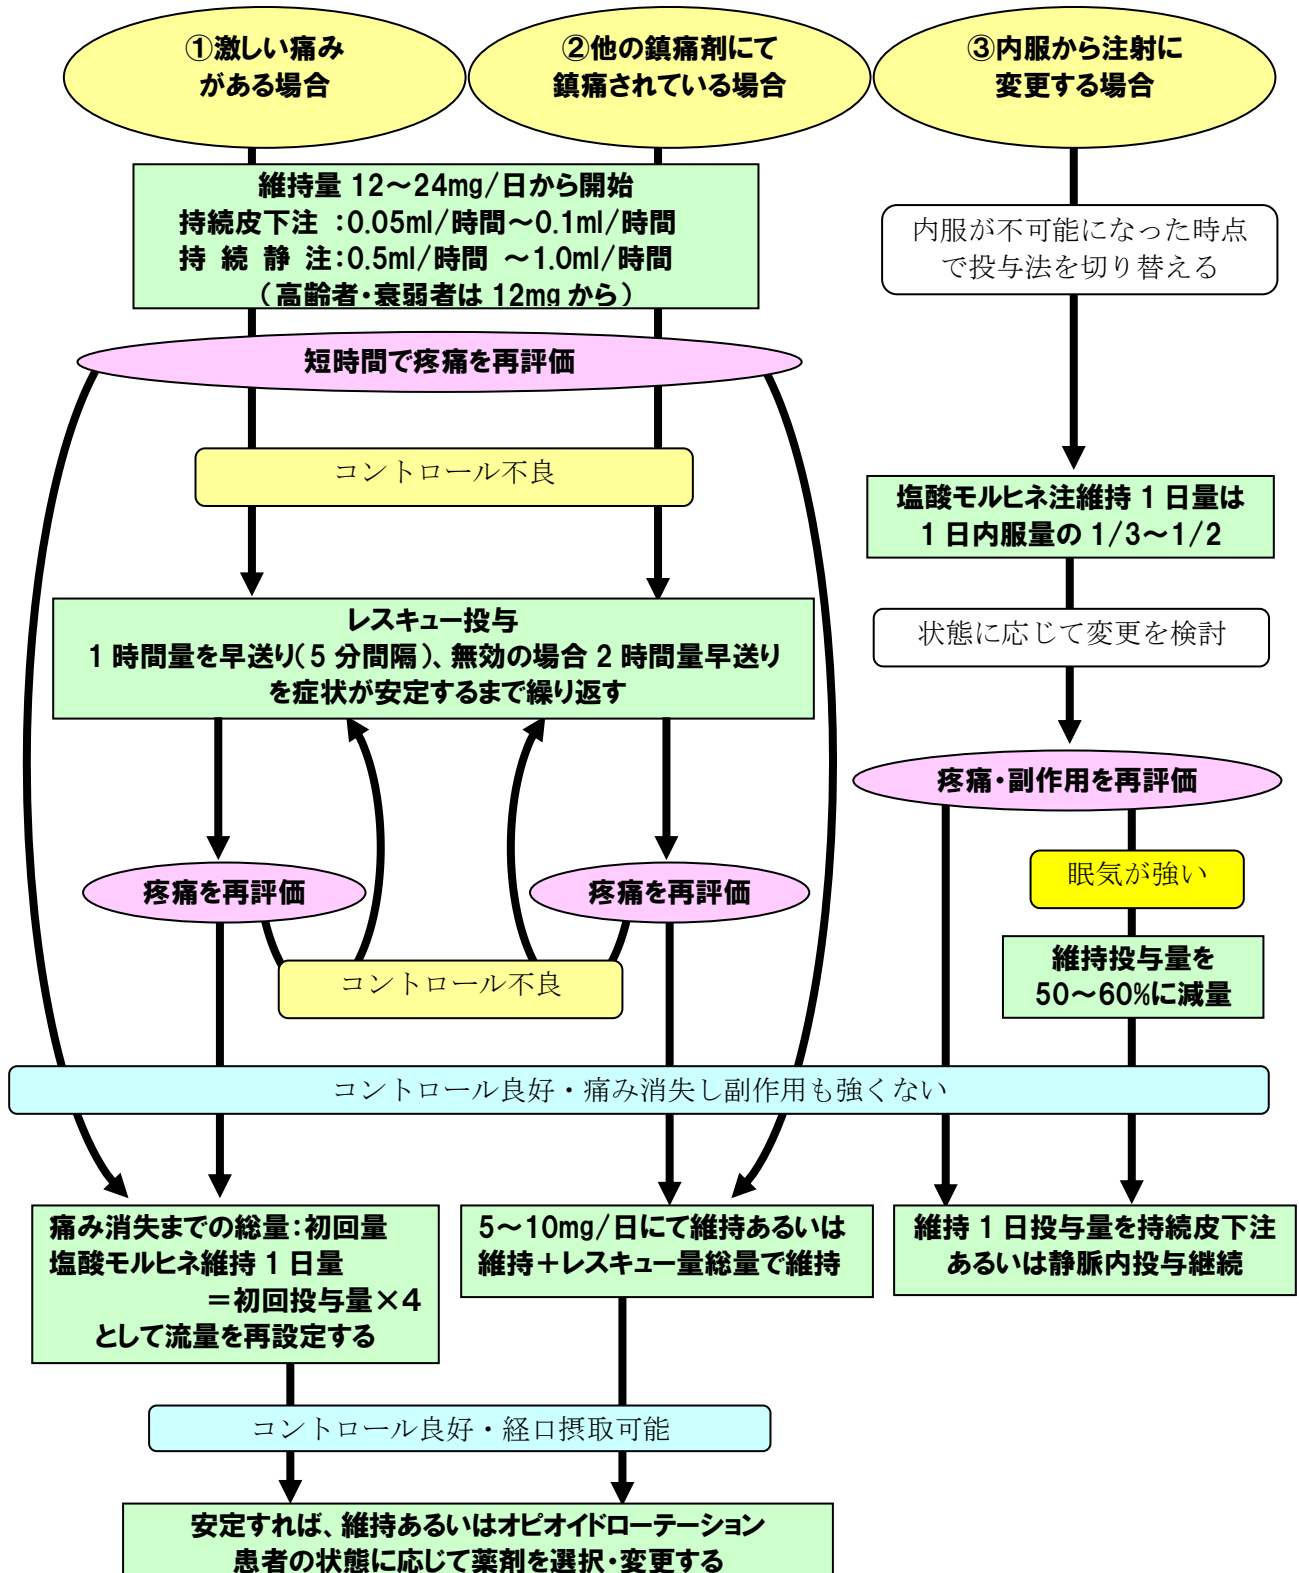 ①激しい痛み
がある場合
②他の鎮痛剤にて
鎮痛されている場合
③内服から注射に
変更する場合
維持量 12～24mg/日から開始
持続皮下注 ：0.05ml/時間～0.1ml/時間
持 続 静 注：0.5ml/時間 ～1.0ml/時間
（高齢者・衰弱者は 12mg から）
内服が不可能になった時点
で投与法を切り替える
短時間で疼痛を再評価
コントロール不良
塩酸モルヒネ注維持 1 日量は
1 日内服量の 1/3～1/2
レスキュー投与
1 時間量を早送り（5 分間隔）、無効の場合 2 時間量早送り
を症状が安定するまで繰り返す
状態に応じて変更を検討
疼痛・副作用を再評価
疼痛を再評価
疼痛を再評価
眠気が強い
コントロール不良
維持投与量を
50～60%に減量
コントロール良好・痛み消失し副作用も強くない
痛み消失までの総量：初回量
塩酸モルヒネ維持 1 日量
＝初回投与量×４
として流量を再設定する
5～10mg/日にて維持あるいは
維持＋レスキュー量総量で維持
維持 1 日投与量を持続皮下注
あるいは静脈内投与継続
コントロール良好・経口摂取可能
安定すれば、維持あるいはオピオイドローテーション
患者の状態に応じて薬剤を選択・変更する